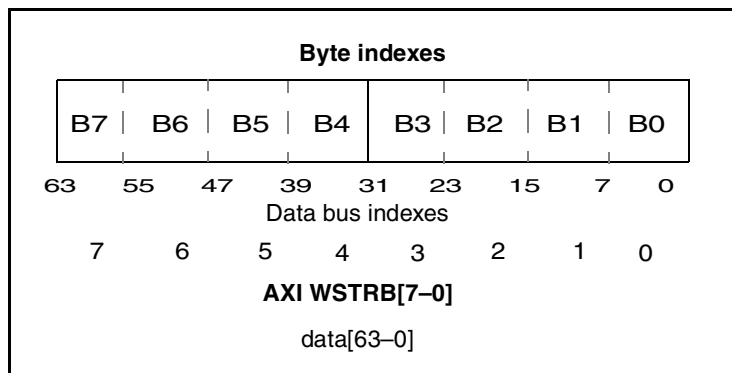 Byte indexes
B7 B6 B5 B4 B3 B2 B1 B0
63 55 47 39 31 23 15 7 0
Data bus indexes
7 6 5 4 3 2 1 0
AXI WSTRB[7–0]
data[63–0]